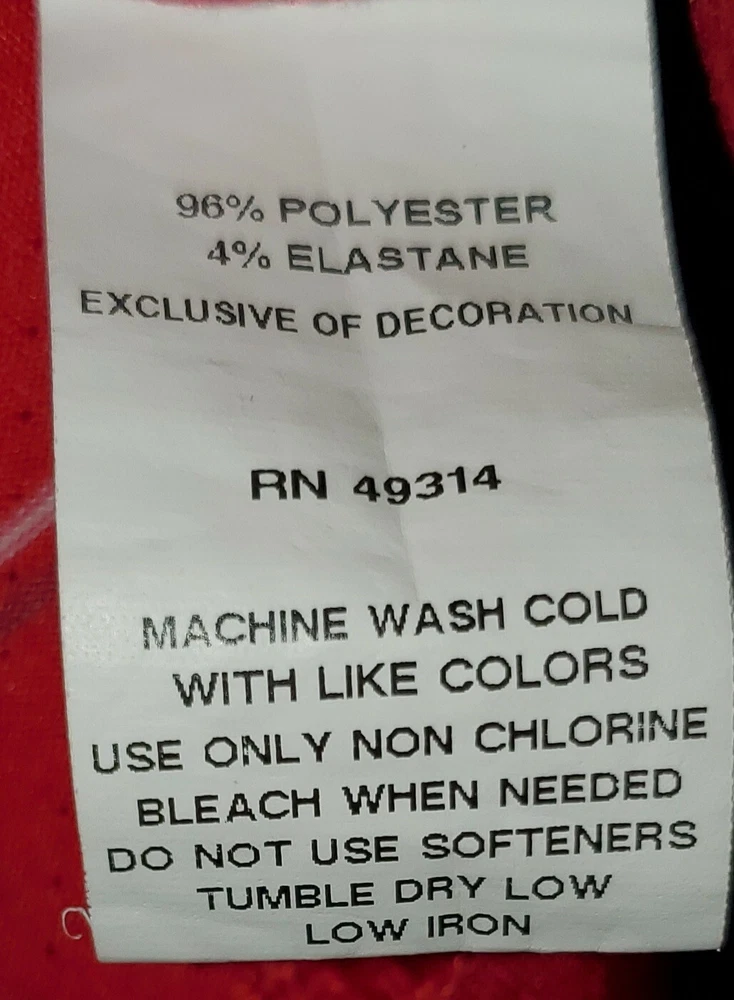 96% POLYESTER
4% ELASTANE
EXCLUSIVE OF DECORATION
RN 49314
MACHINE WASH COLD
WITH LIKE COLORS
USE ONLY NON CHLORINE
BLEACH WHEN NEEDED
DO NOT USE SOFTENERS
TUMBLE DRY LOW
LOW IRON